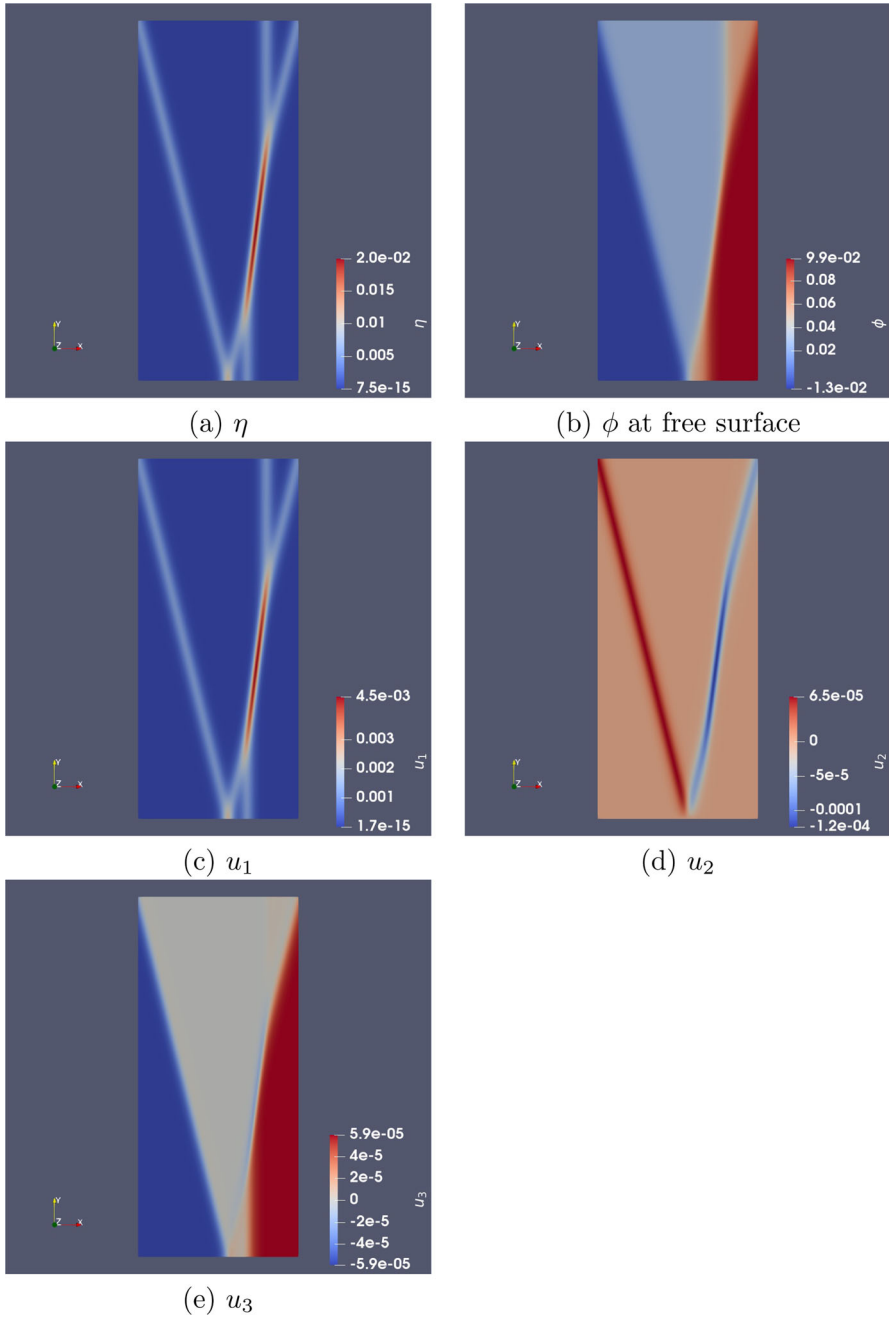 2.0e-02
0.015
0.01
0.005
7.5e-15
η
Y
Z X
(a) η
9.9e-02
0.08
0.06
0.04
0.02
-1.3e-02
ϕ
Y
Z X
(b) ϕ at free surface
4.5e-03
0.003
0.002
0.001
1.7e-15
u₁
Y
Z X
(c) u₁
6.5e-05
0
-5e-5
-0.0001
-1.2e-04
u₂
Y
Z X
(d) u₂
5.9e-05
4e-5
2e-5
0
-2e-5
-4e-5
-5.9e-05
u₃
Y
Z X
(e) u₃